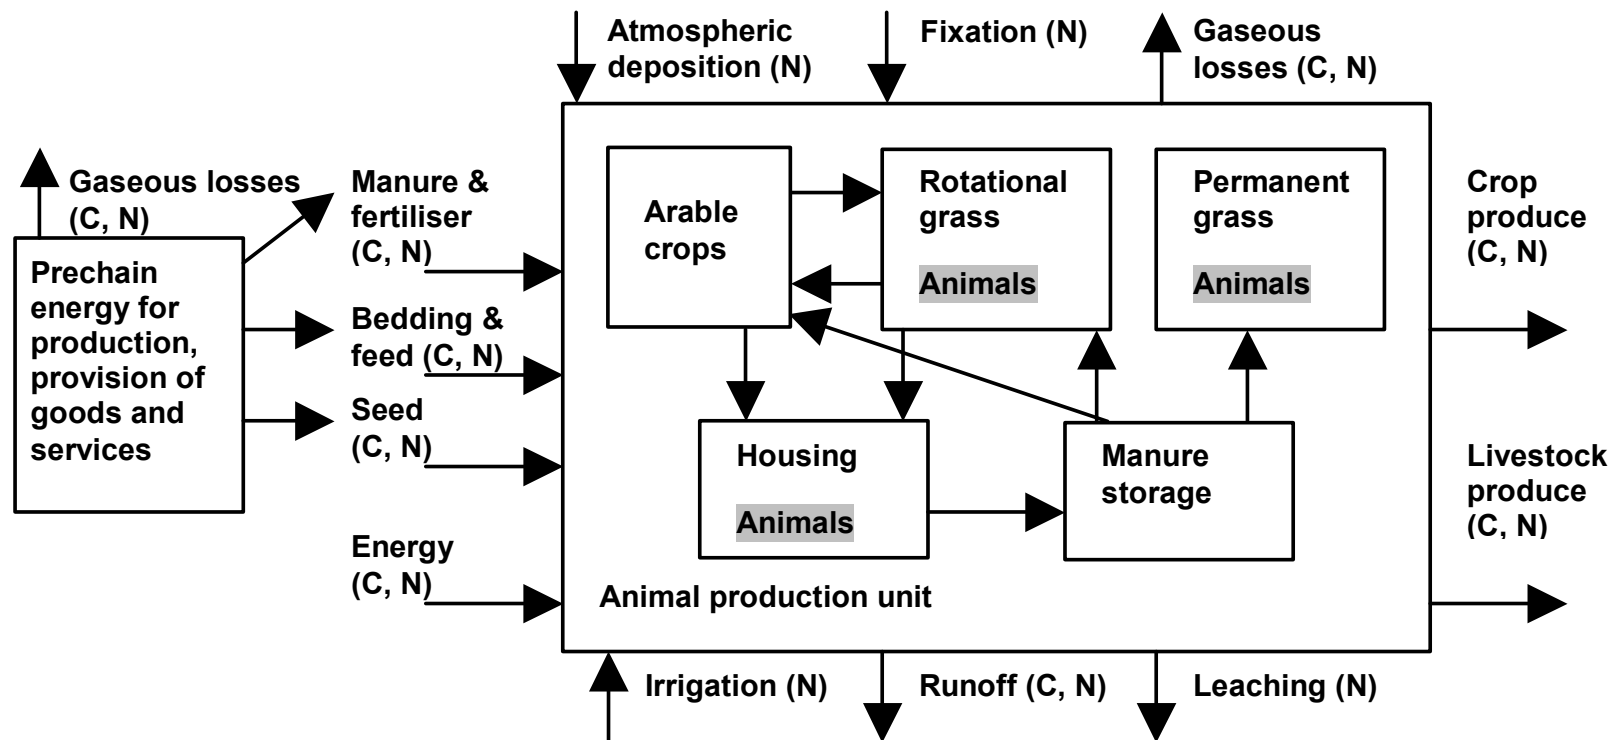 Atmospheric
deposition (N)
Fixation (N)
Gaseous
losses (C, N)
Gaseous losses
(C, N)
Prechain
energy for
production,
provision of
goods and
services
Manure &
fertiliser
(C, N)
Bedding &
feed (C, N)
Seed
(C, N)
Energy
(C, N)
Arable
crops
Rotational
grass
Animals
Permanent
grass
Animals
Housing
Animals
Manure
storage
Animal production unit
Crop
produce
(C, N)
Livestock
produce
(C, N)
Irrigation (N)
Runoff (C, N)
Leaching (N)